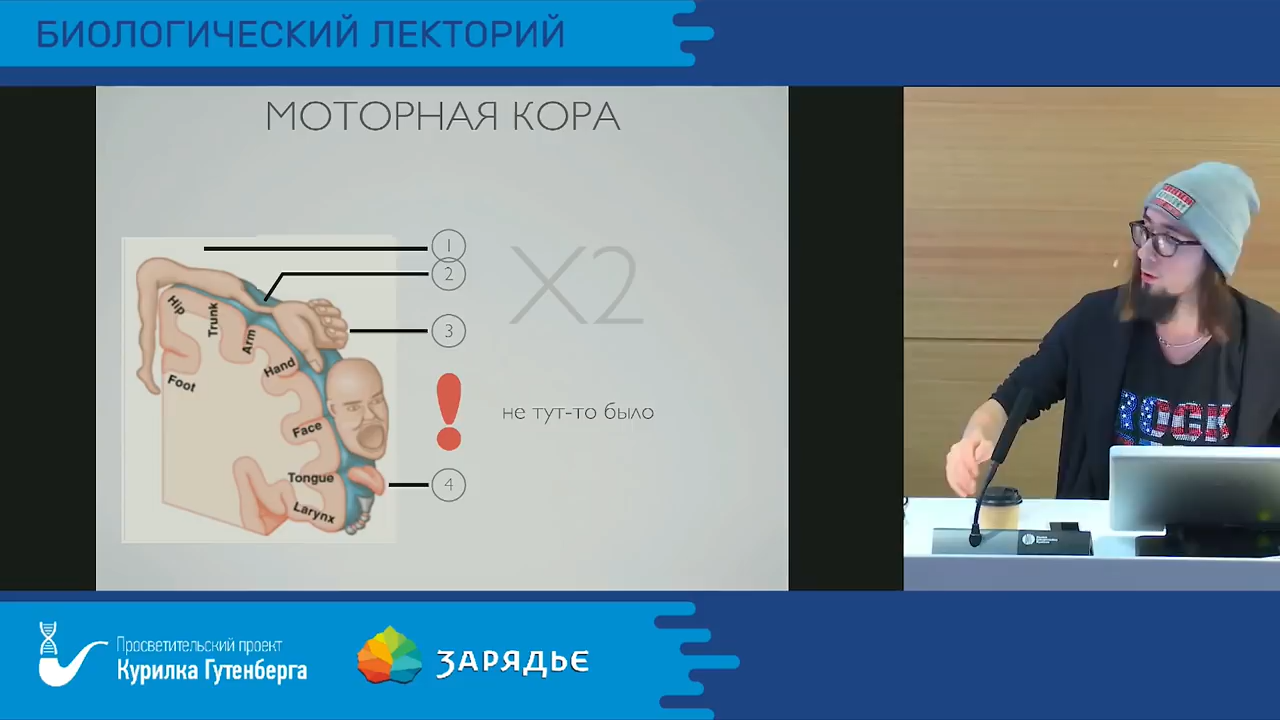 БИОЛОГИЧЕСКИЙ ЛЕКТОРИЙ
МОТОРНАЯ КОРА
1
2
3
4
X2
не тут-то было
Hip
Trunk
Arm
Hand
Foot
Face
Tongue
Larynx
ROCK
Просветительский проект
Курилка Гутенберга
ЗАРЯДЬЕ